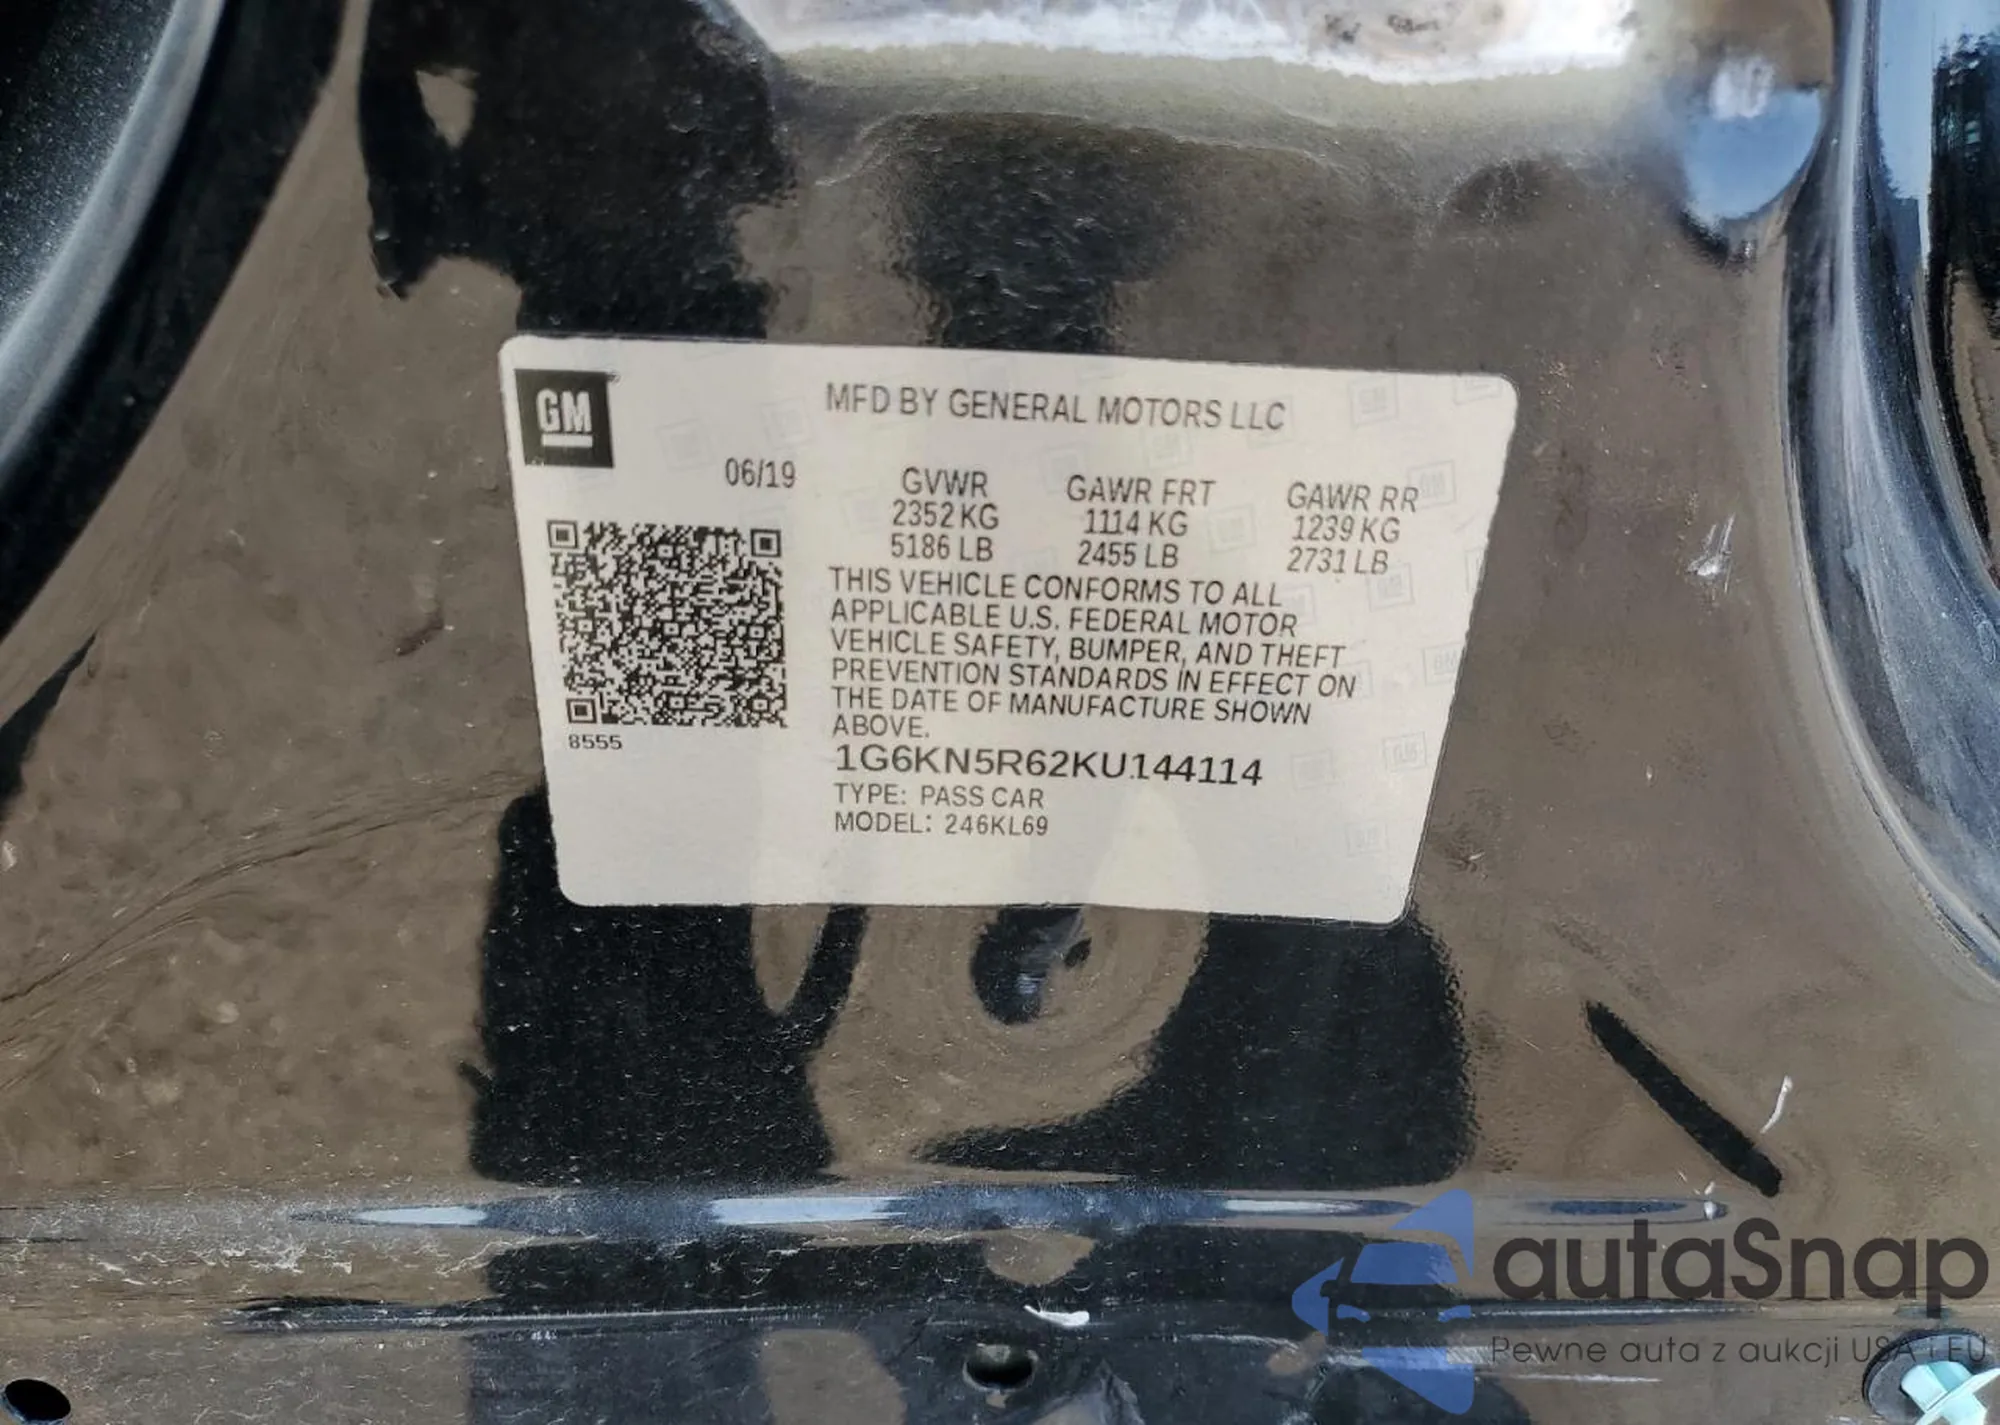 GM
MFD BY GENERAL MOTORS LLC
06/19
GVWR GAWR FRT GAWR RR
2352 KG 1114 KG 1239 KG
5186 LB 2455 LB 2731 LB
THIS VEHICLE CONFORMS TO ALL
APPLICABLE U.S. FEDERAL MOTOR
VEHICLE SAFETY, BUMPER, AND THEFT
PREVENTION STANDARDS IN EFFECT ON
THE DATE OF MANUFACTURE SHOWN
ABOVE.
8555
1G6KN5R62KU144114
TYPE: PASS CAR
MODEL: 246KL69
autaSnap
Pewne auta z aukcji USA i EU